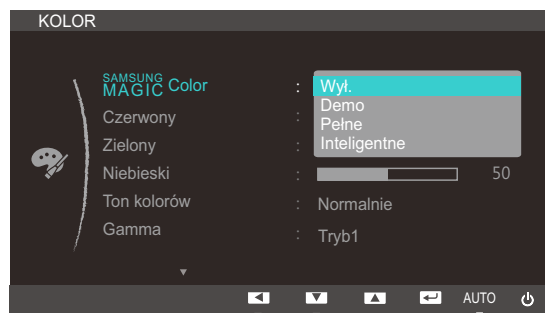 KOLOR
SAMSUNG
MAGIC Color : Wył.
Demo
Czerwony :
Pełne
Zielony : Inteligentne
Niebieski : 50
Ton kolorów : Normalnie
Gamma : Tryb1
AUTO